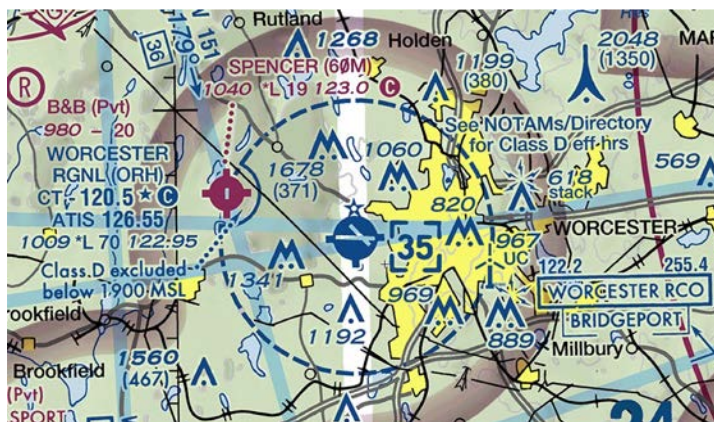 Rutland
1268
Holden
2048
(1350)
1199
(380)
V 151
179°
36
R
SPENCER (60M)
1040 *L 19 123.0 C
B&B (Pvt)
980 - 20
WORCESTER
RGNL (ORH)
CT - 120.5 ★ C
ATIS 126.55
1009 *L 70 122.95
Class D excluded
below 1900 MSL
See NOTAMs/Directory
for Class D eff hrs
1678
(371)
1060
820
618
stack
569
WORCESTER
35
967
UC
122.2 255.4
WORCESTER RCO
BRIDGEPORT
1341
969
889
1192
Millbury
rookfield
1560
(467)
Brookfield
(Pvt)
SPORT
24